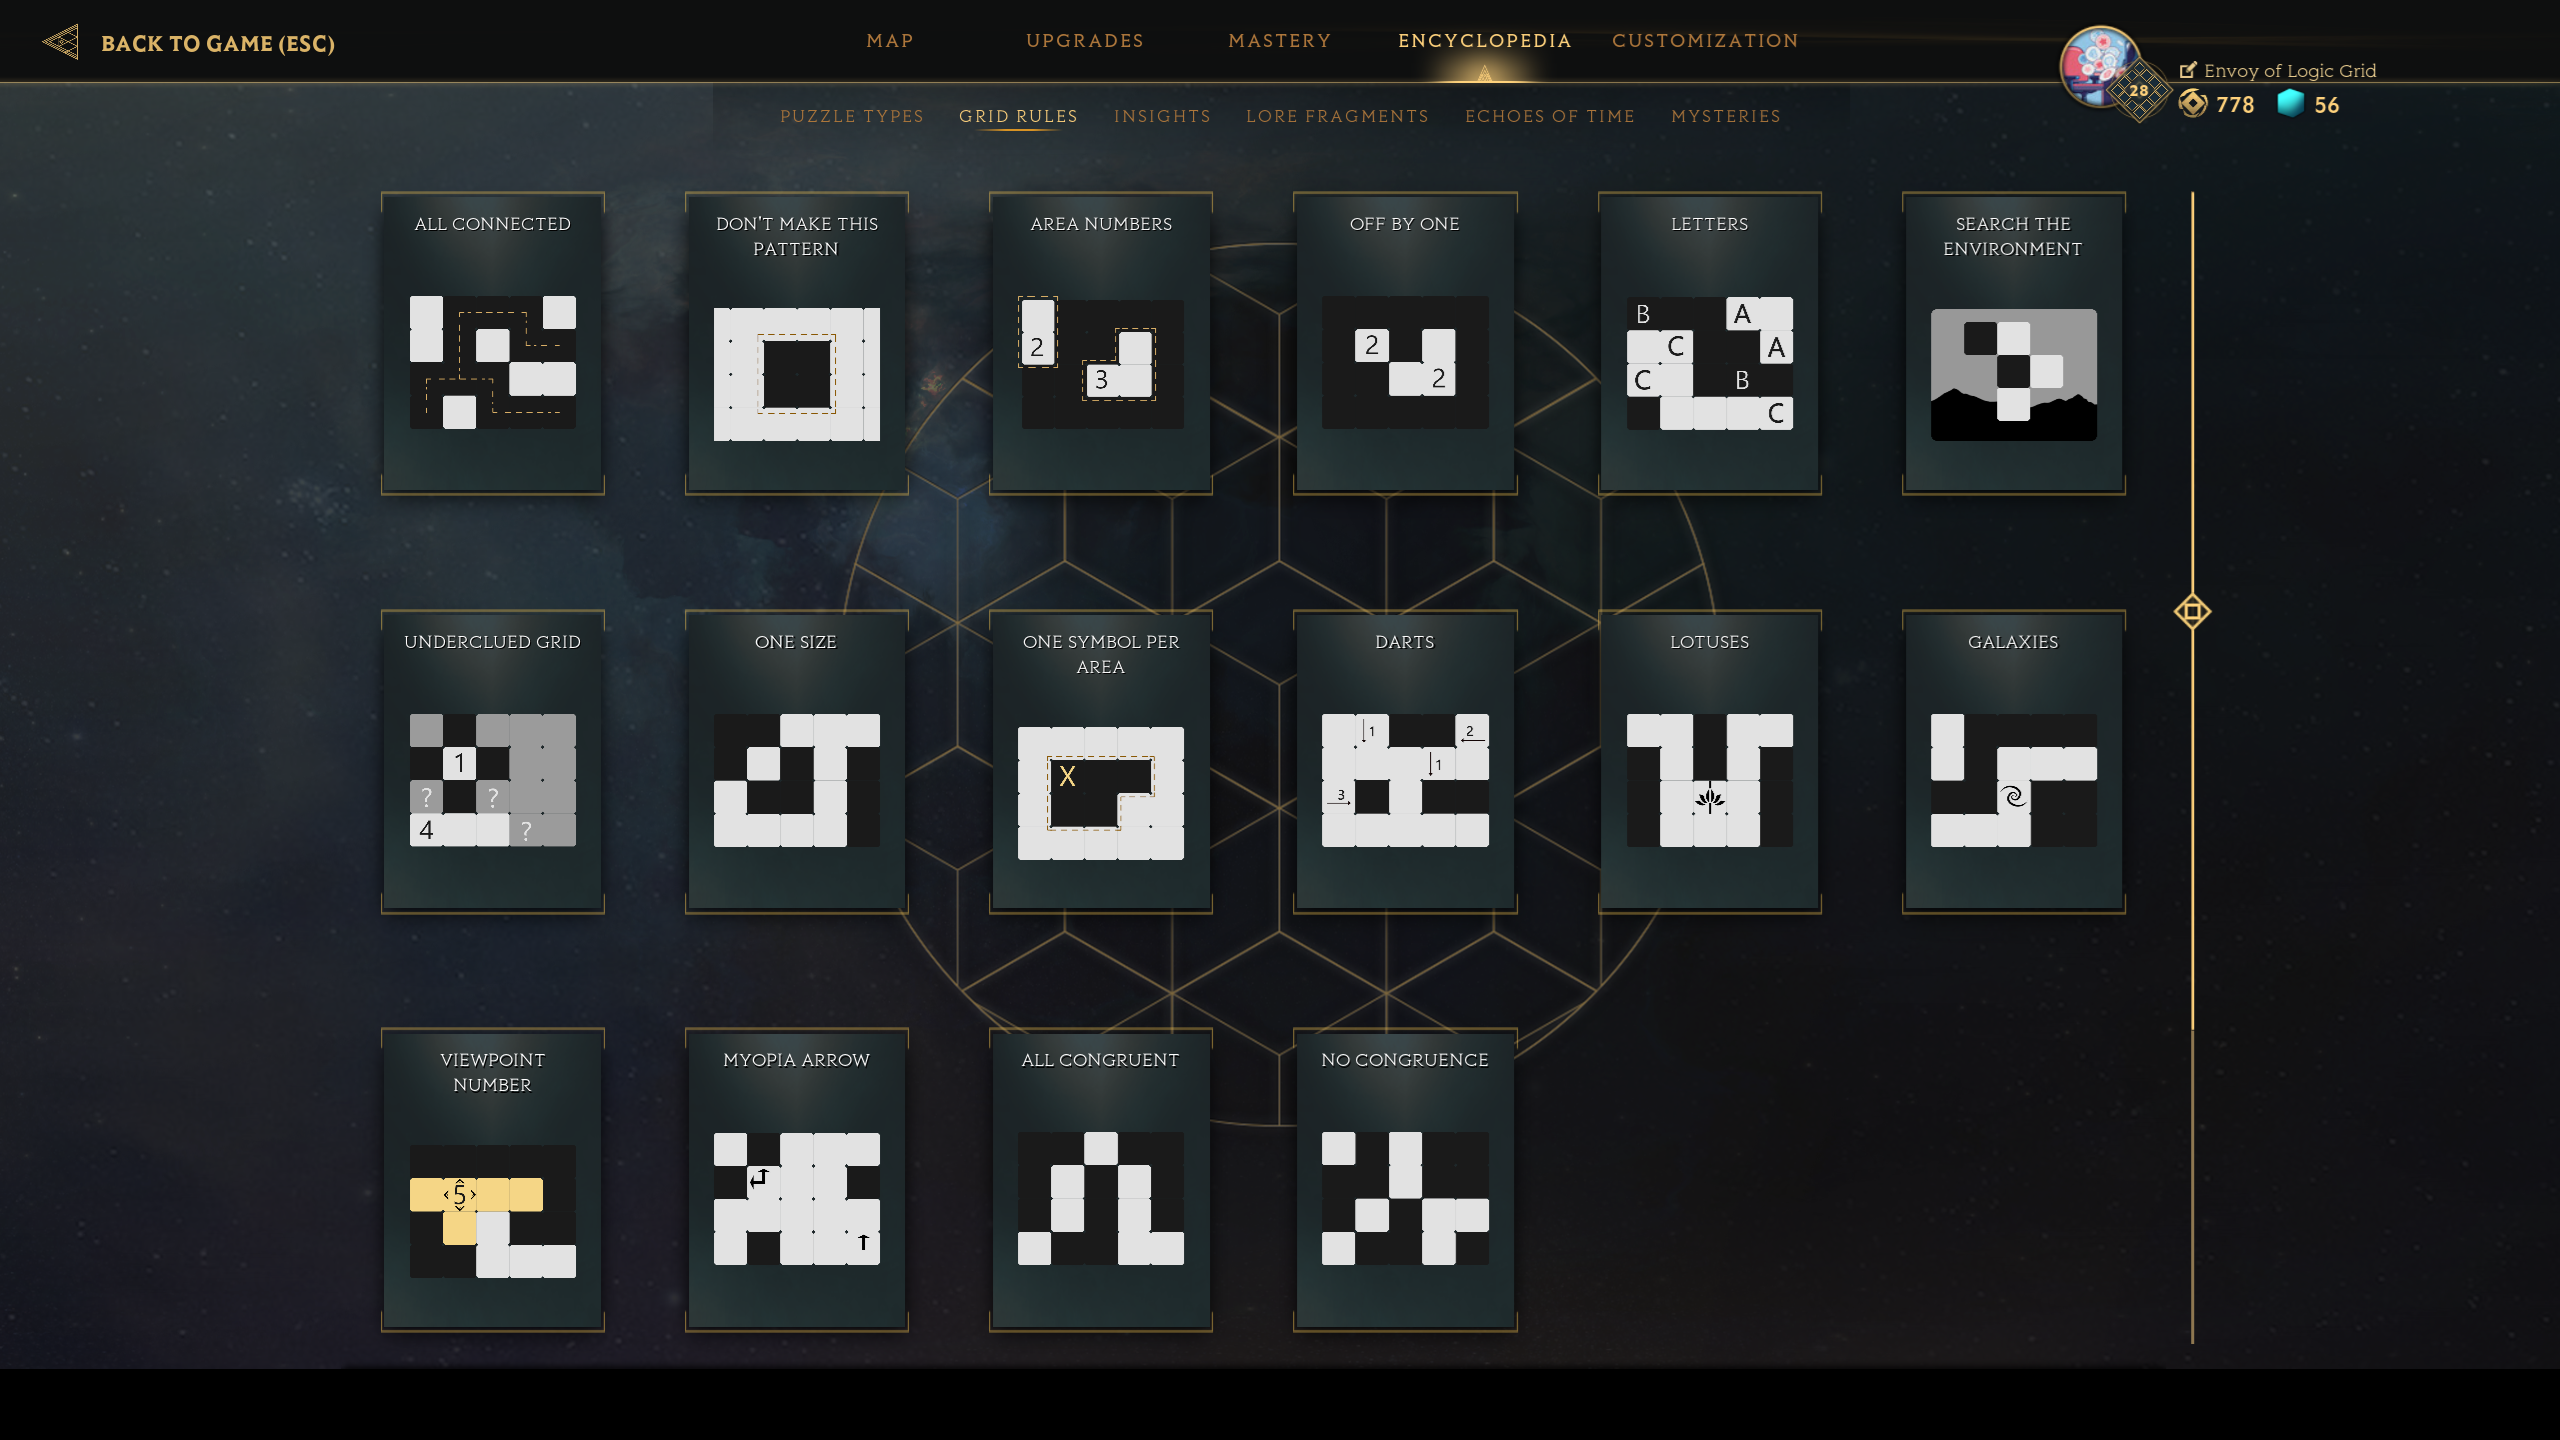 BACK TO GAME (ESC)
MAP
UPGRADES
MASTERY
ENCYCLOPEDIA
CUSTOMIZATION
28
Envoy of Logic Grid
778
56
PUZZLE TYPES
GRID RULES
INSIGHTS
LORE FRAGMENTS
ECHOES OF TIME
MYSTERIES
ALL CONNECTED
DON'T MAKE THIS
PATTERN
AREA NUMBERS
2
3
OFF BY ONE
2
2
LETTERS
B A
C A
C B
C
SEARCH THE
ENVIRONMENT
UNDERCLUED GRID
1
? ?
4 ?
ONE SIZE
ONE SYMBOL PER
AREA
X
DARTS
1 2
1
3
LOTUSES
GALAXIES
VIEWPOINT
NUMBER
5
MYOPIA ARROW
ALL CONGRUENT
NO CONGRUENCE